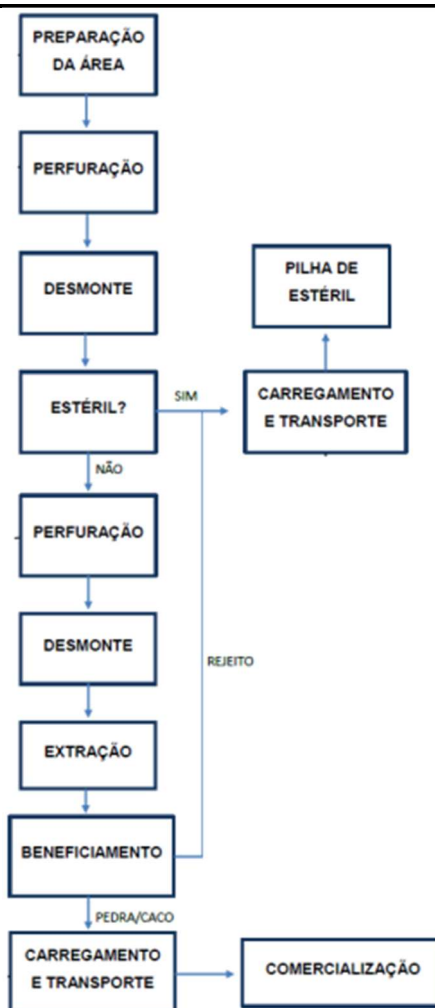 PREPARAÇÃO
DA ÁREA
PERFURAÇÃO
DESMONTE
PILHA DE
ESTÉRIL
ESTÉRIL?
SIM
CARREGAMENTO
E TRANSPORTE
NÃO
PERFURAÇÃO
DESMONTE
REJEITO
EXTRAÇÃO
BENEFICIAMENTO
PEDRA/CACO
CARREGAMENTO
E TRANSPORTE
COMERCIALIZAÇÃO